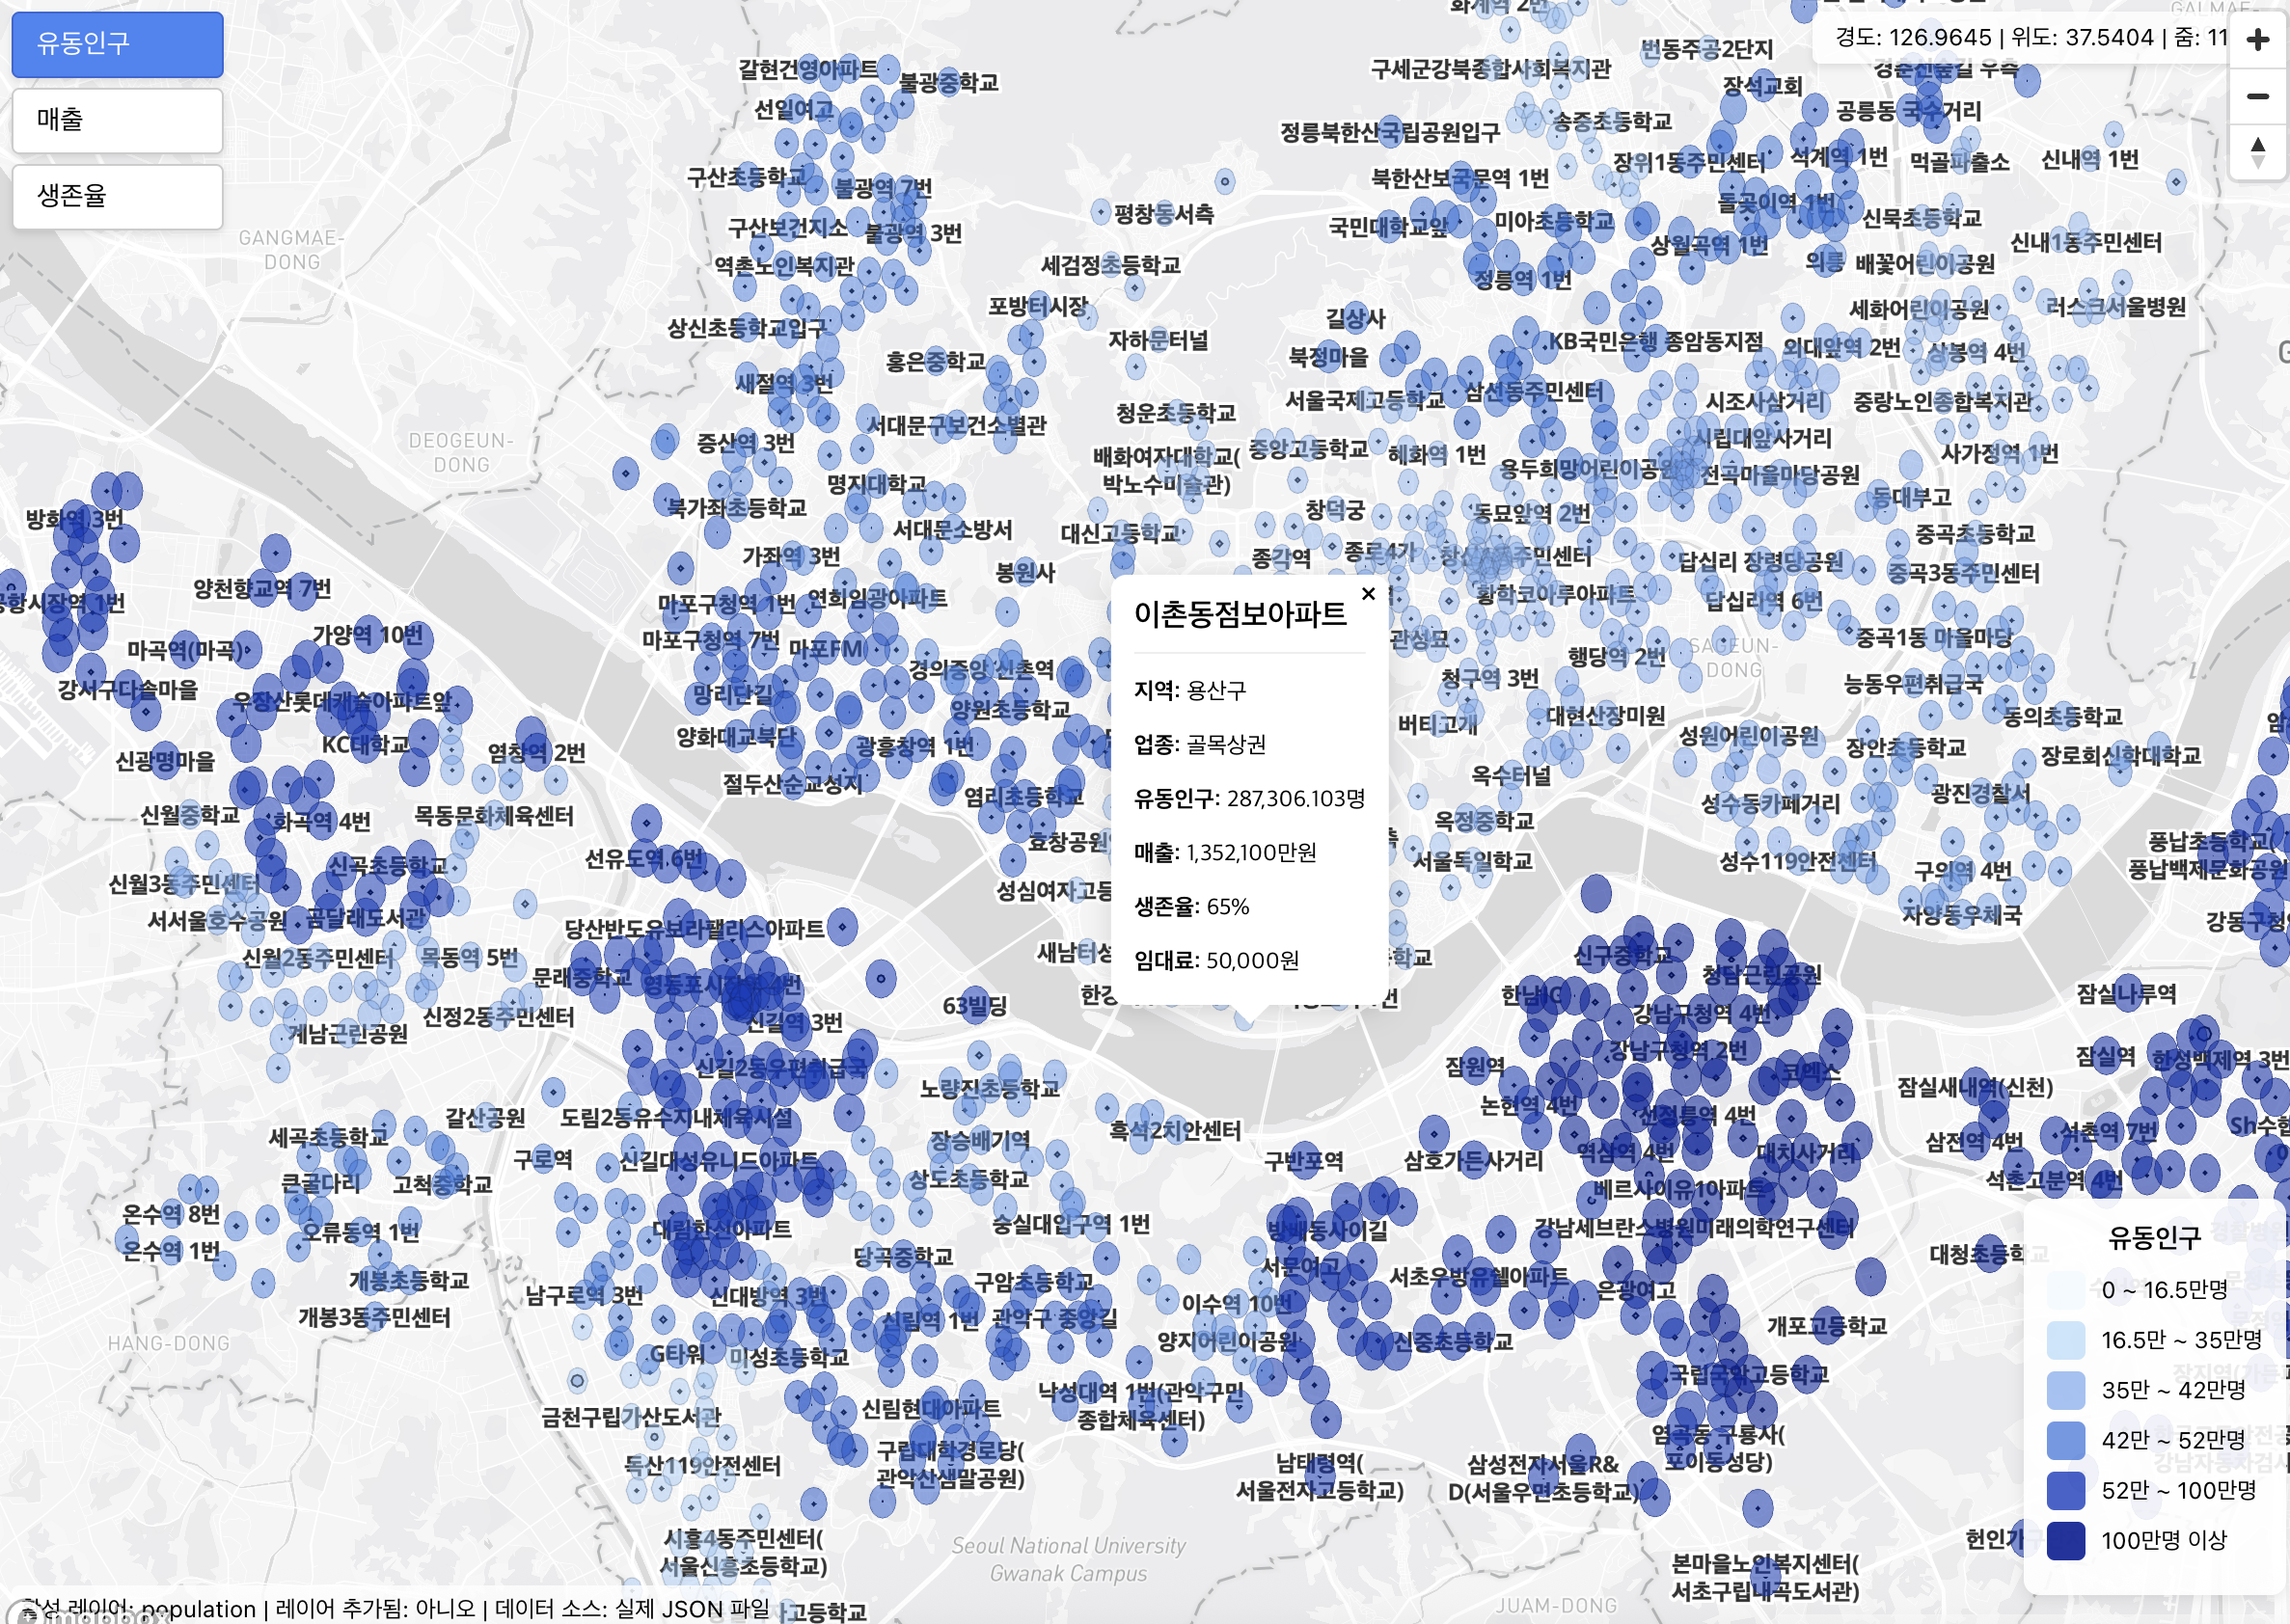 유동인구
매출
생존율
경도: 126.9645 | 위도: 37.5404 | 줌: 11
번동주공2단지
구세군강북종합사회복지관
갈현건영아파트
불광중학교
장석교회
선일여고
공릉동 국수거리
송중초등학교
정릉북한산국립공원입구
장위1동주민센터
석계역 1번
먹골파출소
신내역 1번
구산초등학교
불광역 7번
북한산보국문역 1번
돌곶이역 1번
평창동서측
국민대학교앞
미아초등학교
신묵초등학교
구산보건지소
불광역 3번
상월곡역 1번
신내1동주민센터
GANGMAE-
DONG
역촌노인복지관
세검정초등학교
정릉역 1번
의릉
배꽃어린이공원
포방터시장
길상사
세화어린이공원
러스크서울병원
상신초등학교입구
자하문터널
북정마을
KB국민은행 종암동지점
외대앞역 2번
상봉역 4번
홍은중학교
새절역 3번
서울국제고등학교
삼선동주민센터
시조사삼거리
중랑노인종합복지관
청운초등학교
서대문구보건소별관
DEOGEUN-
DONG
증산역 3번
중앙고등학교
혜화역 1번
시립대앞사거리
사가정역 1번
배화여자대학교(
박노수미술관)
용두희망어린이공원
전곡마을마당공원
명지대학교
동대부고
북가좌초등학교
창덕궁
동묘앞역 2번
방화역 3번
서대문소방서
대신고등학교
중곡초등학교
가좌역 3번
종각역
종로4가
답십리 장령당공원
중곡3동주민센터
봉원사
양천향교역 7번
마포구청역 1번
연희임광아파트
황학코아루아파트
답십리역 6번
가양역 10번
마포구청역 7번
마포FM
관성묘
중곡1동 마을마당
마곡역(마곡)
경의중앙 신촌역
행당역 2번
SAGEUN-
DONG
강서구다솔마을
우장산롯데캐슬아파트앞
망리단길
양원초등학교
청구역 3번
능동우편취급국
버티고개
대현산장미원
동의초등학교
KC대학교
염창역 2번
양화대교북단
광흥창역 1번
성원어린이공원
장안초등학교
장로회신학대학교
신광명마을
절두산순교성지
염리초등학교
옥수터널
성수동카페거리
광진경찰서
신월중학교
화곡역 4번
목동문화체육센터
옥정중학교
풍납초등학교(
풍납백제문화공원
선유도역 6번
신곡초등학교
서울독일학교
성수119안전센터
구의역 4번
신월3동주민센터
서서울호수공원
곰달래도서관
자양동우체국
당산반도유보라팰리스아파트
신월2동주민센터
목동역 5번
문래중학교
신구중학교
청담근린공원
잠실나루역
63빌딩
강남구청역 4번
신정2동주민센터
신길역 3번
계남근린공원
강남구청역 2번
잠실역
한성백제역 3번
신길2동우편취급국
잠원역
코엑스
잠실새내역(신천)
노량진초등학교
논현역 4번
선정릉역 4번
갈산공원
도림2동유수지내체육시설
흑석2치안센터
삼전역 4번
석촌역 7번
세곡초등학교
장승배기역
구로역
신길대성유니드아파트
구반포역
삼호가든사거리
역삼역 4번
대치사거리
큰굴다리
고척중학교
상도초등학교
베르사이유1아파트
석촌고분역 4번
온수역 8번
오류동역 1번
대림한신아파트
숭실대입구역 1번
방배동사이길
강남세브란스병원미래의학연구센터
온수역 1번
당곡중학교
서문여고
개봉초등학교
남구로역 3번
신대방역 3번
구암초등학교
이수역 10번
서초우방유쉘아파트
은광여고
개봉3동주민센터
신림역 1번
관악구 중앙길
양지어린이공원
신중초등학교
개포고등학교
HANG-DONG
G타워
미성초등학교
국립국악고등학교
낙성대역 1번(관악구민
종합체육센터)
금천구립가산도서관
신림현대아파트
구립대학경로당(
관악산샘말공원)
염곡동 구룡사(
포이동성당)
독산119안전센터
남태령역(
서울전자고등학교)
삼성전자서울R&
D(서울우면초등학교)
시흥4동주민센터(
서울신흥초등학교)
Seoul National University
Gwanak Campus
본마을노인복지센터(
서초구립내곡도서관)
JUAM-DONG
이촌동점보아파트
×
지역: 용산구
업종: 골목상권
유동인구: 287,306.103명
매출: 1,352,100만원
생존율: 65%
임대료: 50,000원
유동인구
0 ~ 16.5만명
16.5만 ~ 35만명
35만 ~ 42만명
42만 ~ 52만명
52만 ~ 100만명
100만명 이상
활성 레이어: population | 레이어 추가됨: 아니오 | 데이터 소스: 실제 JSON 파일